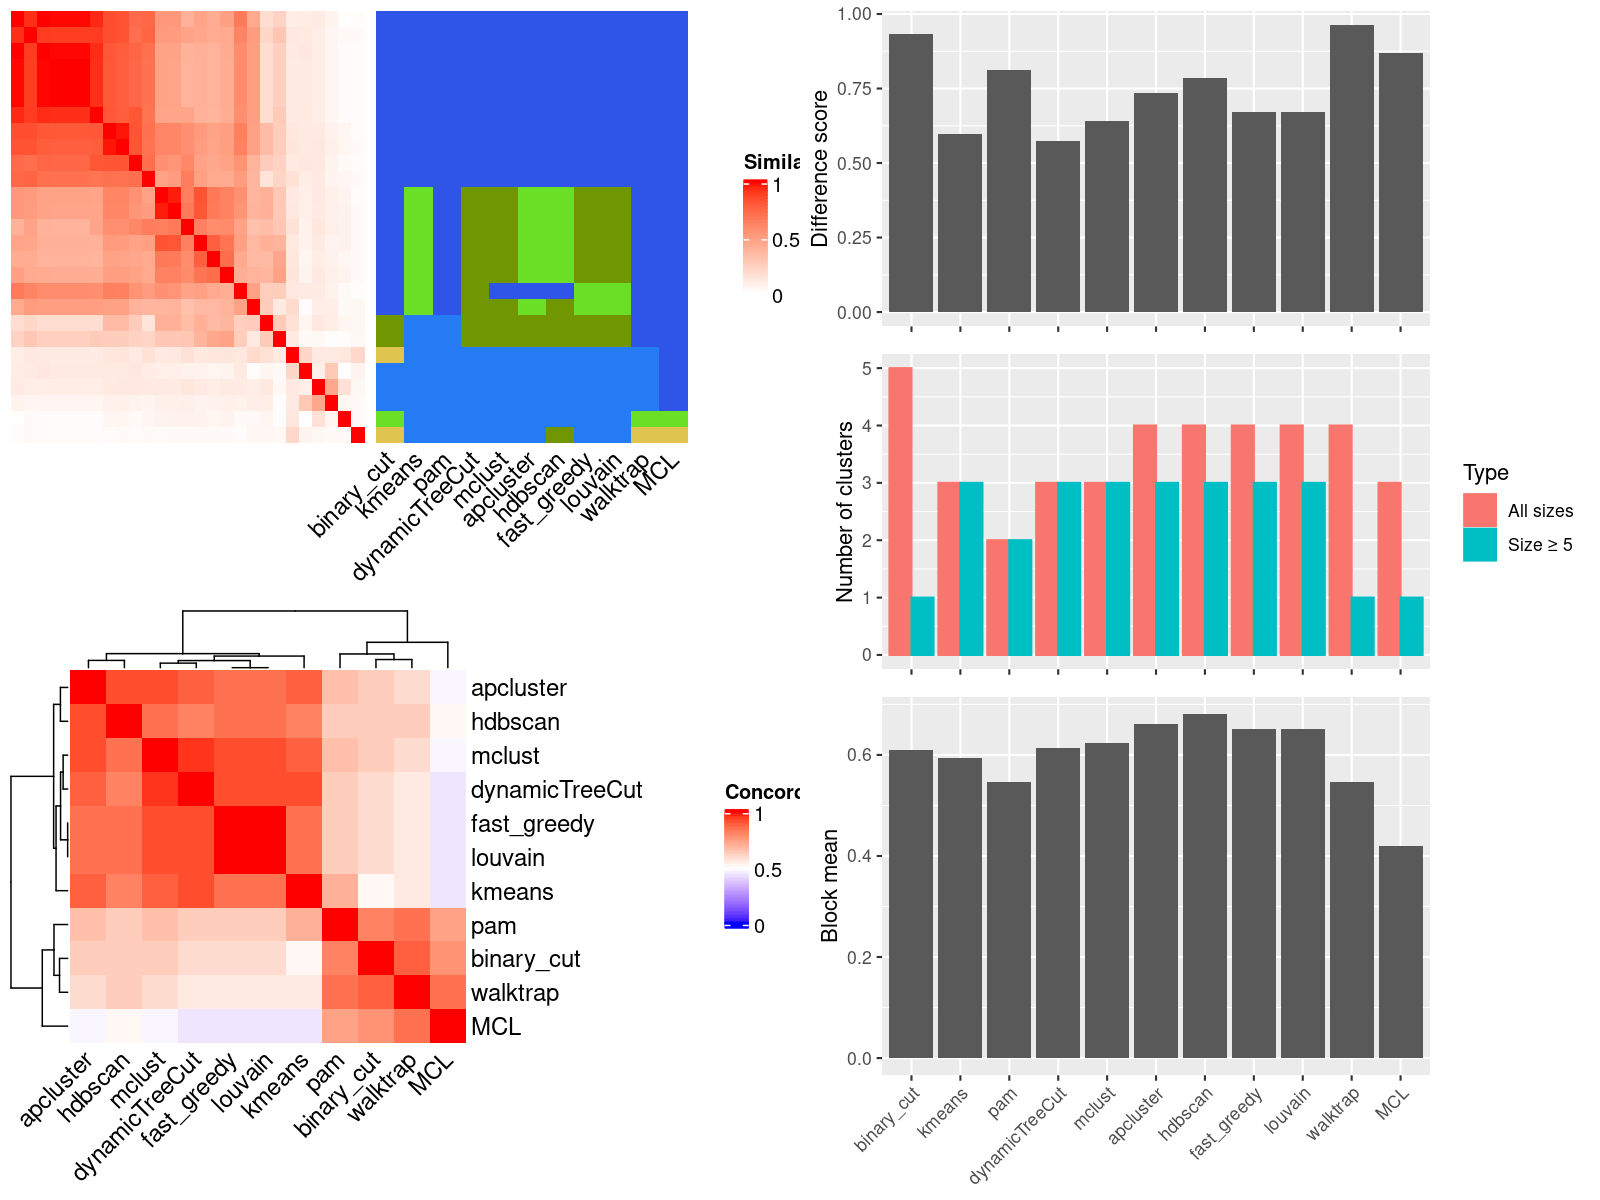 Simila
1
0.5
0
binary_cut
kmeans
pam
dynamicTreeCut
mclust
apcluster
hdbscan
fast_greedy
louvain
walktrap
MCL
apcluster
hdbscan
mclust
dynamicTreeCut
fast_greedy
louvain
kmeans
pam
binary_cut
walktrap
MCL
Concord
1
0.5
0
apcluster
hdbscan
mclust
dynamicTreeCut
fast_greedy
louvain
kmeans
pam
binary_cut
walktrap
MCL
Difference score
1.00
0.75
0.50
0.25
0.00
Number of clusters
5
4
3
2
1
0
Type
All sizes
Size ≥ 5
Block mean
0.6
0.4
0.2
0.0
binary_cut
kmeans
pam
dynamicTreeCut
mclust
apcluster
hdbscan
fast_greedy
louvain
walktrap
MCL